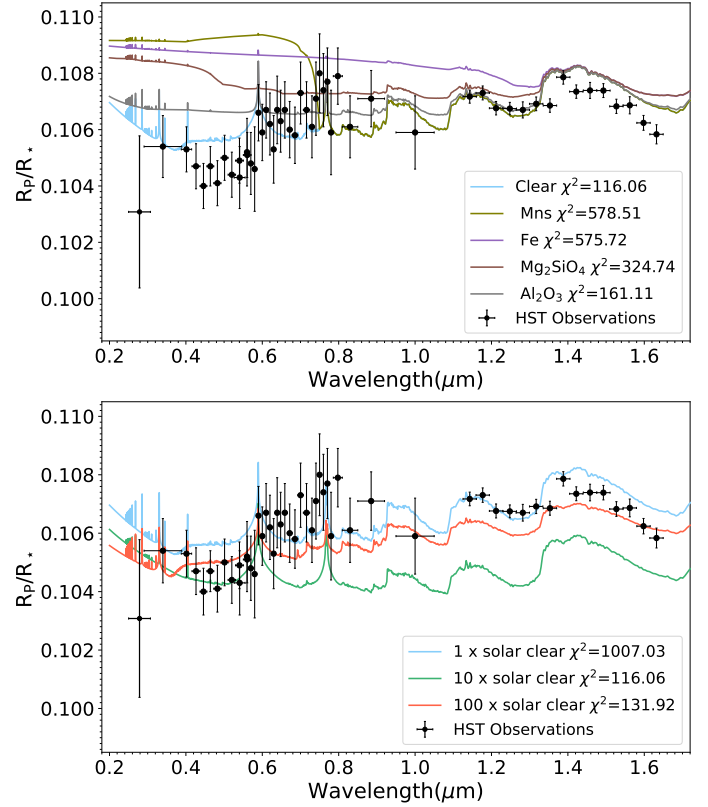 0.110
0.108
0.106
0.104
0.102
0.100
R_P/R_⋆
Clear χ²=116.06
Mns χ²=578.51
Fe χ²=575.72
Mg₂SiO₄ χ²=324.74
Al₂O₃ χ²=161.11
HST Observations
0.2 0.4 0.6 0.8 1.0 1.2 1.4 1.6
Wavelength(μm)
0.110
0.108
0.106
0.104
0.102
0.100
R_P/R_⋆
1 x solar clear χ²=1007.03
10 x solar clear χ²=116.06
100 x solar clear χ²=131.92
HST Observations
0.2 0.4 0.6 0.8 1.0 1.2 1.4 1.6
Wavelength(μm)